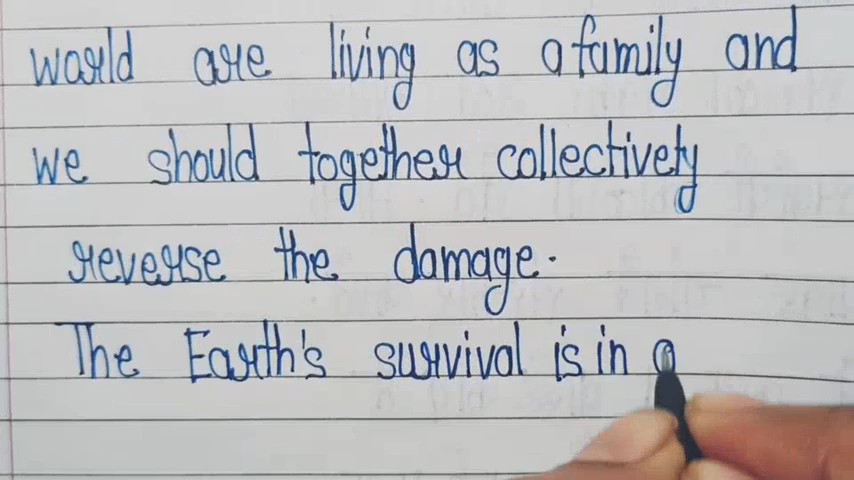 world are living as a family and
we should together collectively
reverse the damage.
The Earth's survival is in o